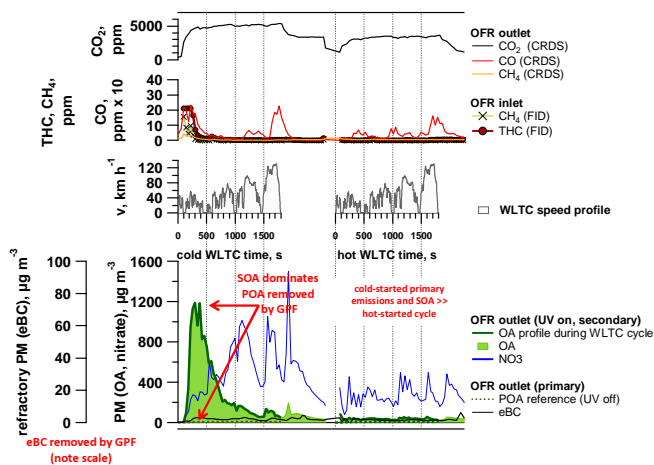 CO2, ppm
5000
0
OFR outlet
CO2 (CRDS)
CO (CRDS)
CH4 (CRDS)
THC, CH4, ppm
CO, ppm x 10
40
30
20
10
0
OFR inlet
CH4 (FID)
THC (FID)
v, km h-1
120
80
40
0
WLTC speed profile
0 500 1000 1500 0 500 1000 1500
cold WLTC time, s
hot WLTC time, s
refractory PM (eBC), µg m-3
100
80
60
40
20
0
PM (OA, nitrate), µg m-3
1600
1200
800
400
0
SOA dominates
POA removed
by GPF
cold-started primary
emissions and SOA >>
hot-started cycle
OFR outlet (UV on, secondary)
OA profile during WLTC cycle
OA
NO3
OFR outlet (primary)
POA reference (UV off)
eBC
eBC removed by GPF
(note scale)